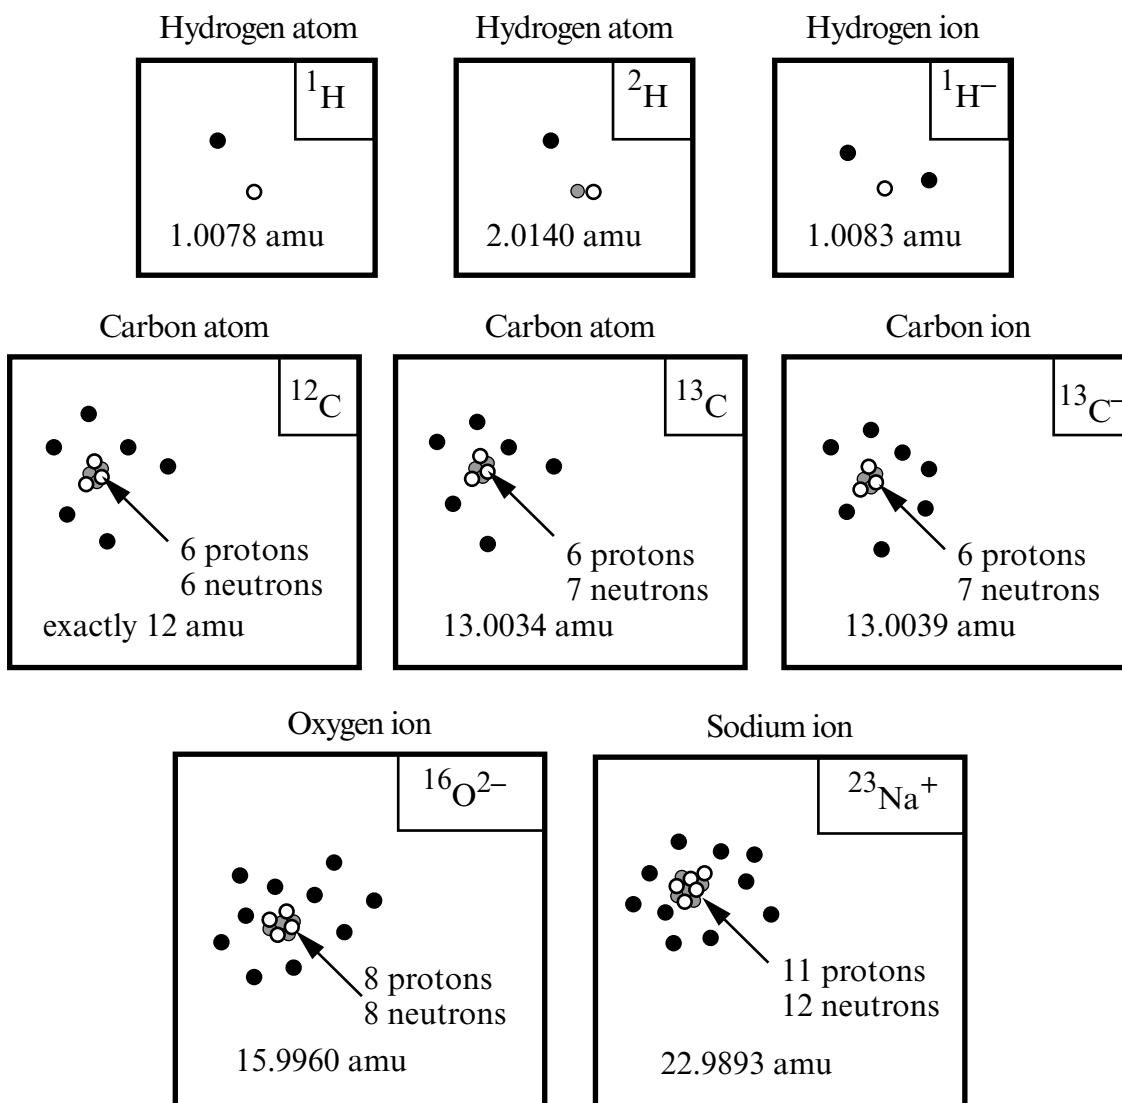 Hydrogen atom
Hydrogen atom
Hydrogen ion
¹H
²H
¹H⁻
1.0078 amu
2.0140 amu
1.0083 amu
Carbon atom
Carbon atom
Carbon ion
¹²C
¹³C
¹³C⁻
6 protons
6 neutrons
6 protons
7 neutrons
6 protons
7 neutrons
exactly 12 amu
13.0034 amu
13.0039 amu
Oxygen ion
Sodium ion
¹⁶O²⁻
²³Na⁺
8 protons
8 neutrons
11 protons
12 neutrons
15.9960 amu
22.9893 amu